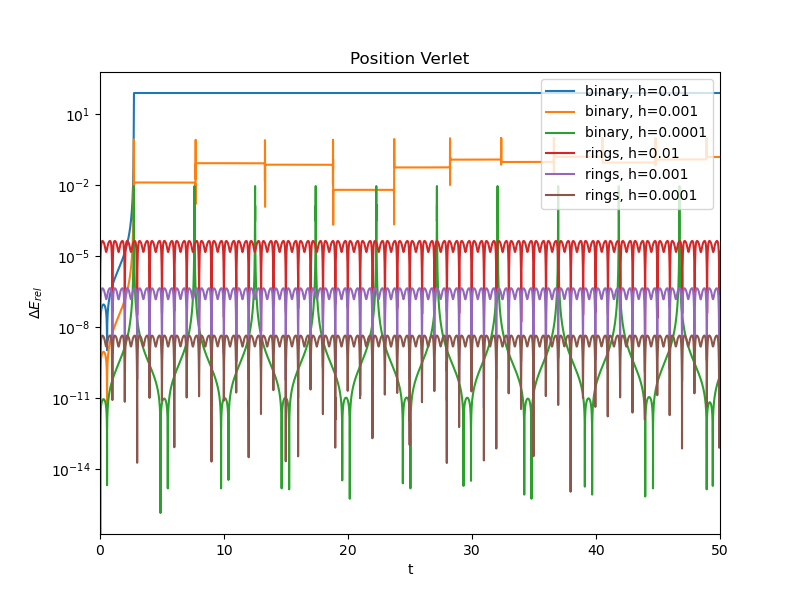 Position Verlet
binary, h=0.01
binary, h=0.001
binary, h=0.0001
rings, h=0.01
rings, h=0.001
rings, h=0.0001
10¹
10⁻²
10⁻⁵
10⁻⁸
10⁻¹¹
10⁻¹⁴
ΔE_rel
0 10 20 30 40 50
t